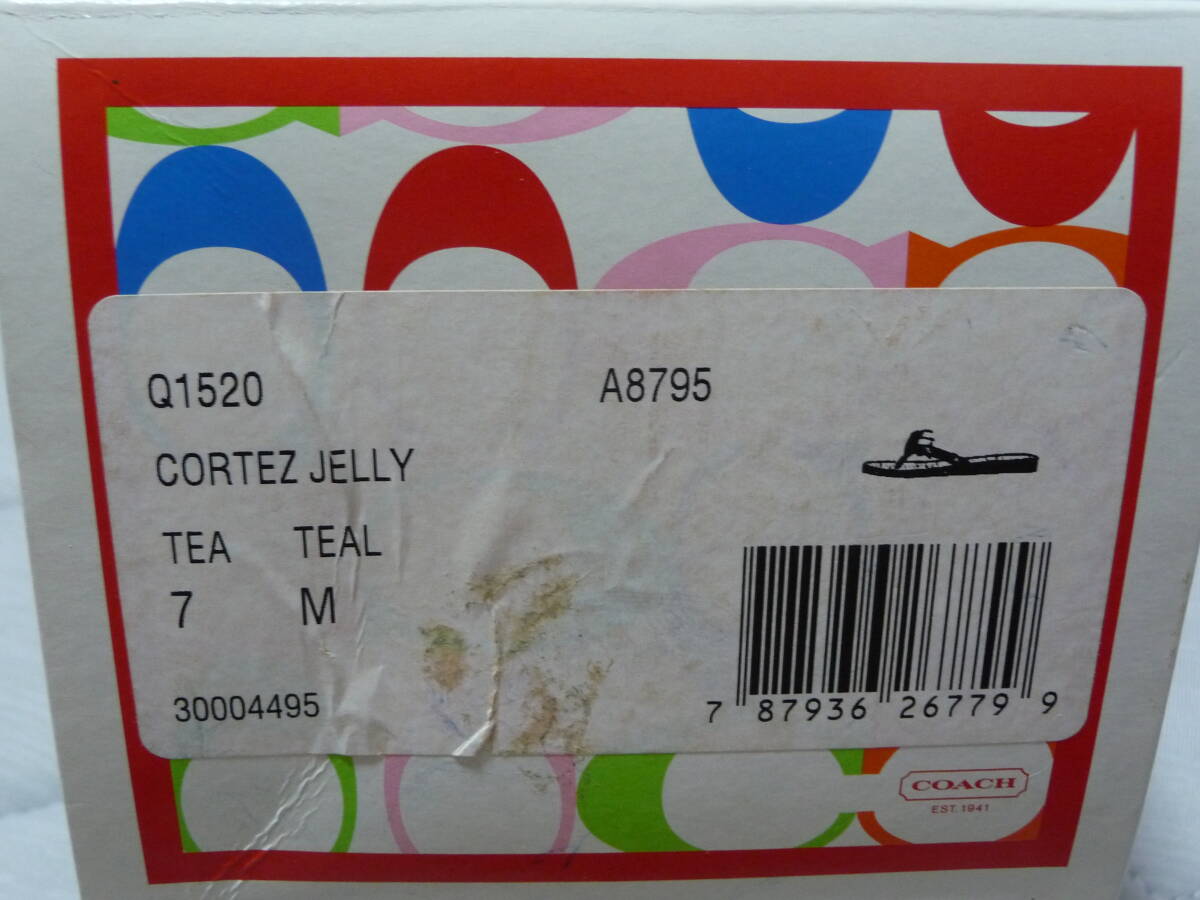 Q1520 A8795
CORTEZ JELLY
TEA TEAL
7 M
30004495
7 87936 26779 9
COACH
EST. 1941